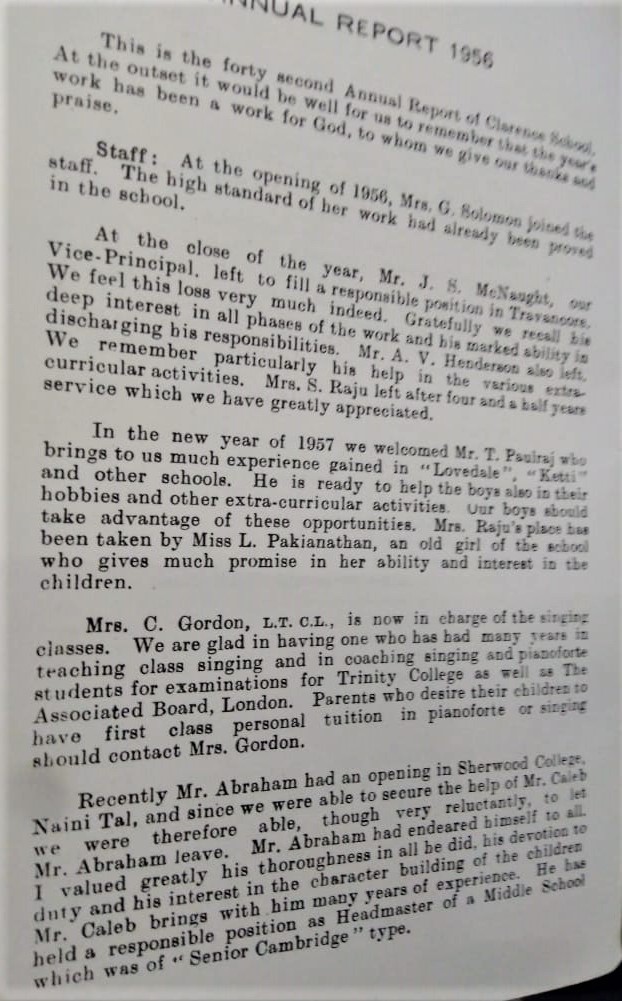 ANNUAL REPORT 1956
This is the forty second Annual Report of Clarence School.
At the outset it would be well for us to remember that the year's
work has been a work for God, to whom we give our thanks and
praise.
Staff: At the opening of 1956, Mrs. G. Solomon joined the
staff. The high standard of her work had already been proved
in the school.
At the close of the year, Mr. J. S. McNaught, our
Vice-Principal, left to fill a responsible position in Travancore.
We feel this loss very much indeed. Gratefully we recall his
deep interest in all phases of the work and his marked ability in
discharging his responsibilities. Mr. A. V. Henderson also left.
We remember particularly his help in the various extra-
curricular activities. Mrs. S. Raju left after four and a half years
service which we have greatly appreciated.
In the new year of 1957 we welcomed Mr. T. Paulraj who
brings to us much experience gained in "Lovedale", "Ketti"
and other schools. He is ready to help the boys also in their
hobbies and other extra-curricular activities. Our boys should
take advantage of these opportunities. Mrs. Raju's place has
been taken by Miss L. Pakianathan, an old girl of the school
who gives much promise in her ability and interest in the
children.
Mrs. C. Gordon, L.T. C.L., is now in charge of the singing
classes. We are glad in having one who has had many years in
teaching class singing and in coaching singing and pianoforte
students for examinations for Trinity College as well as The
Associated Board, London. Parents who desire their children to
have first class personal tuition in pianoforte or singing
should contact Mrs. Gordon.
Recently Mr. Abraham had an opening in Sherwood College,
Naini Tal, and since we were able to secure the help of Mr. Caleb
we were therefore able, though very reluctantly, to let
Mr. Abraham leave. Mr. Abraham had endeared himself to all.
I valued greatly his thoroughness in all he did, his devotion to
duty and his interest in the character building of the children
Mr. Caleb brings with him many years of experience. He has
held a responsible position as Headmaster of a Middle School
which was of "Senior Cambridge" type.